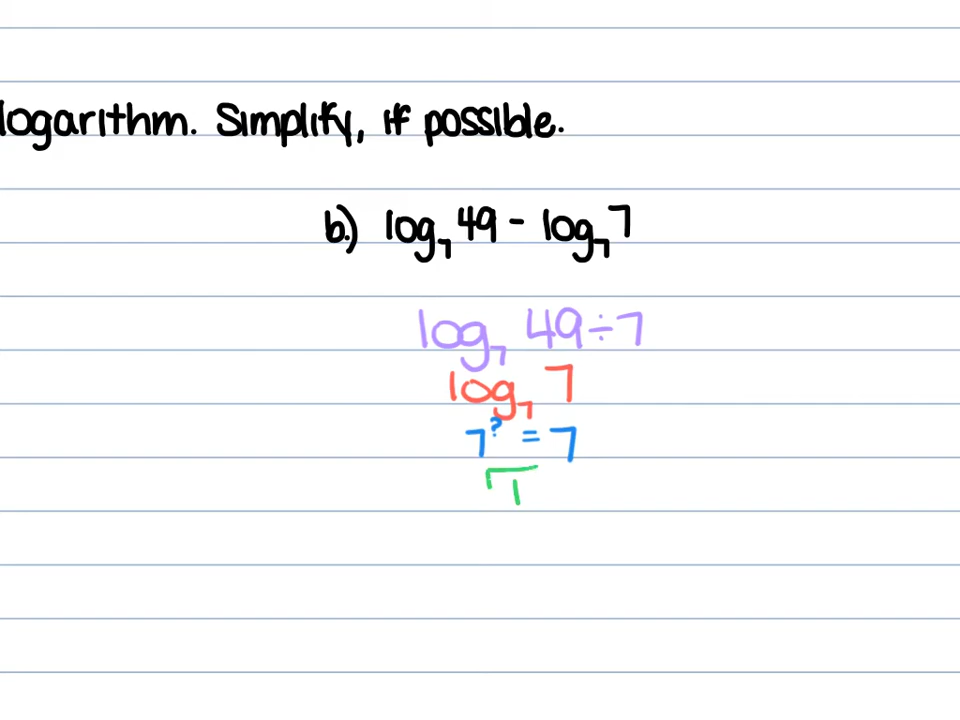 logarithm. Simplify, if possible.
b.) log₇ 49 - log₇ 7
log₇ 49 ÷ 7
log₇ 7
7^? = 7
1